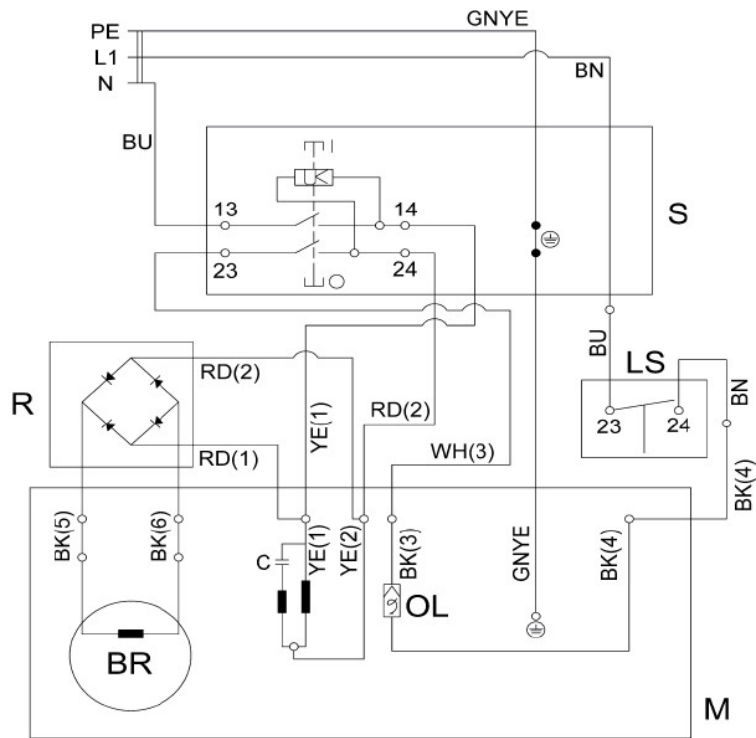 GNYE
PE
L1
N
BN
BU
S
I
U<
13
14
23
24
O
R
RD(2)
YE(1)
RD(2)
BU
LS
BN
23
24
RD(1)
WH(3)
BK(4)
BK(5)
BK(6)
C
YE(1)
YE(2)
BK(3)
OL
GNYE
BK(4)
BR
M